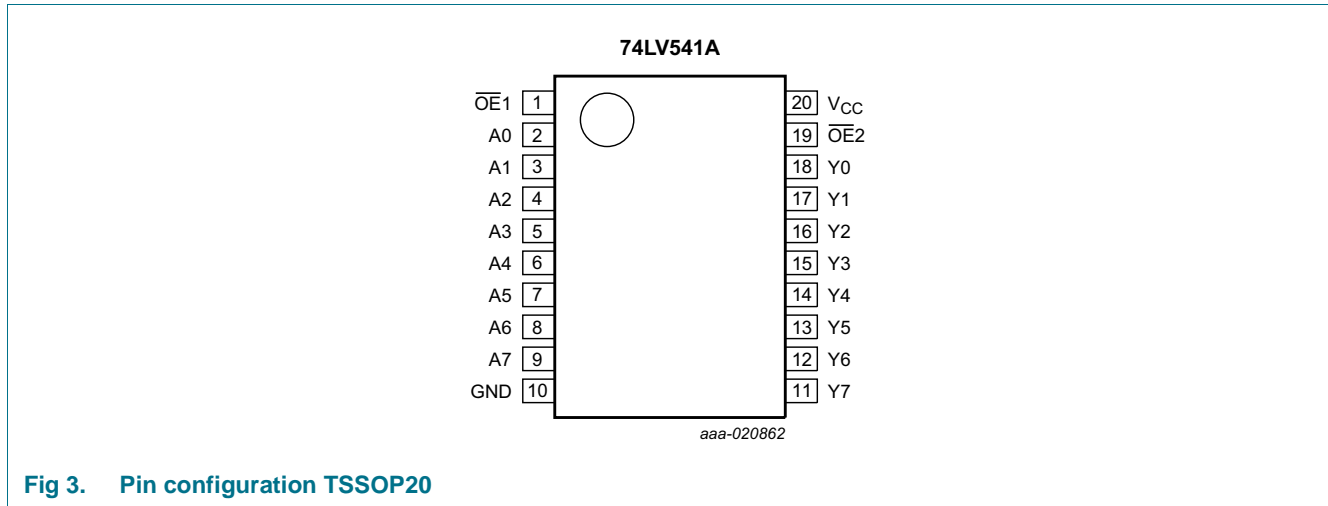 74LV541A
O̅E̅1 1 20 VCC
A0 2 19 O̅E̅2
A1 3 18 Y0
A2 4 17 Y1
A3 5 16 Y2
A4 6 15 Y3
A5 7 14 Y4
A6 8 13 Y5
A7 9 12 Y6
GND 10 11 Y7
aaa-020862
Fig 3. Pin configuration TSSOP20